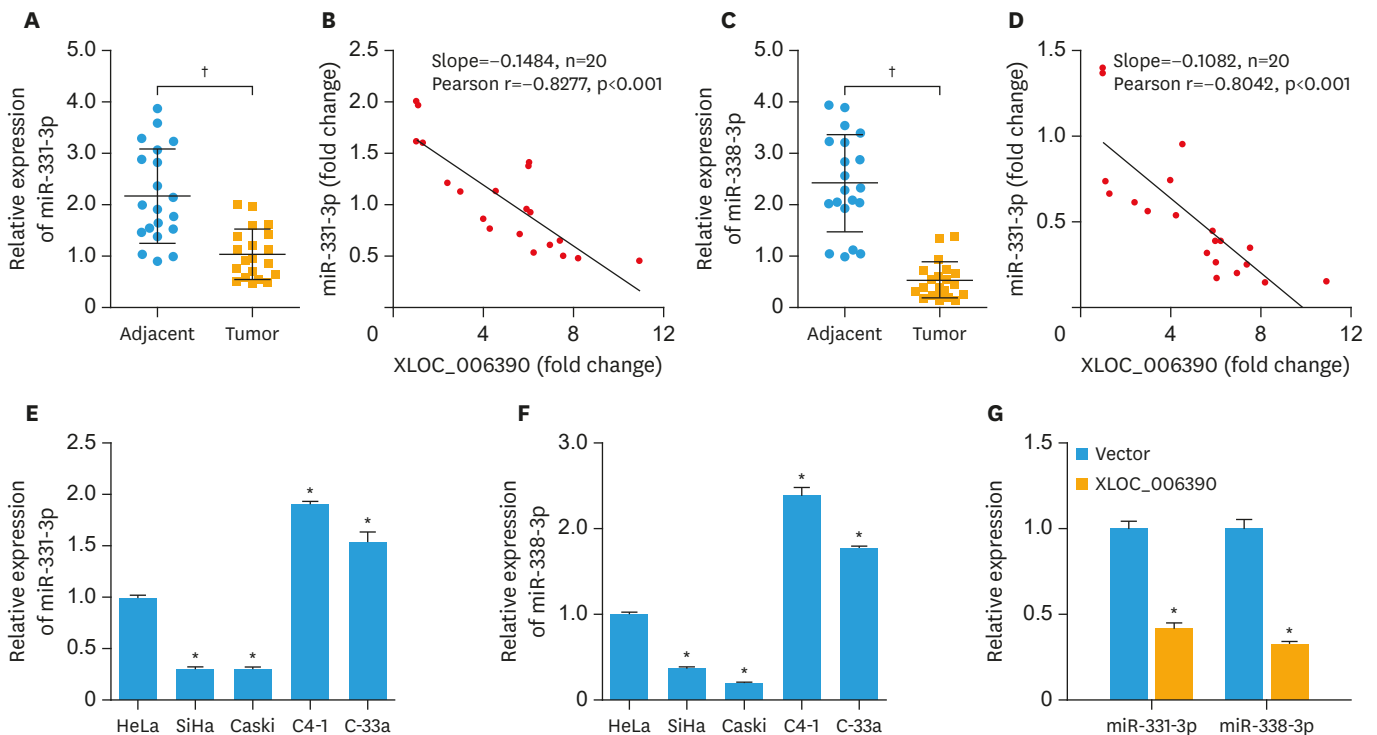 A
Relative expression
of miR-331-3p
5.0
4.0
3.0
2.0
1.0
0
†
Adjacent
Tumor
B
miR-331-3p (fold change)
2.5
2.0
1.5
1.0
0.5
Slope=−0.1484, n=20
Pearson r=−0.8277, p<0.001
0
4
8
12
XLOC_006390 (fold change)
C
Relative expression
of miR-338-3p
5.0
4.0
3.0
2.0
1.0
0
†
Adjacent
Tumor
D
miR-331-3p (fold change)
1.5
1.0
0.5
Slope=−0.1082, n=20
Pearson r=−0.8042, p<0.001
0
4
8
12
XLOC_006390 (fold change)
E
Relative expression
of miR-331-3p
2.5
2.0
1.5
1.0
0.5
0
*
*
*
*
HeLa
SiHa
Caski
C4-1
C-33a
F
Relative expression
of miR-338-3p
3.0
2.0
1.0
0
*
*
*
*
HeLa
SiHa
Caski
C4-1
C-33a
G
Relative expression
1.5
1.0
0.5
0
Vector
XLOC_006390
*
*
miR-331-3p
miR-338-3p